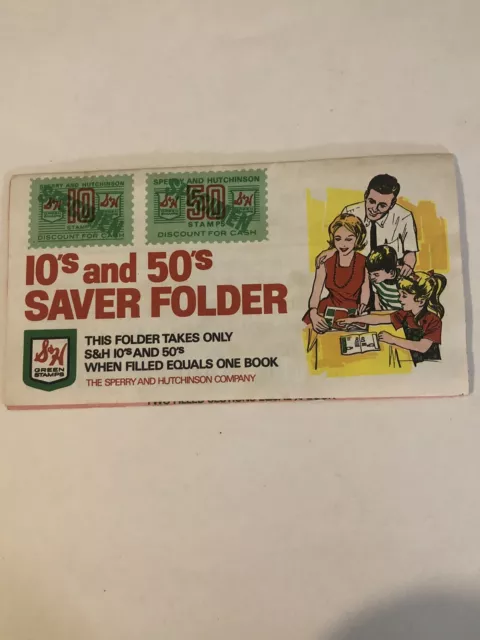 SPERRY AND HUTCHINSON
S&H 10 S&H
STAMPS
DISCOUNT FOR CASH
SPERRY AND HUTCHINSON
S&H 50 S&H
STAMPS
DISCOUNT FOR CASH
10's and 50's
SAVER FOLDER
S&H
GREEN
STAMPS
THIS FOLDER TAKES ONLY
S&H 10's AND 50's
WHEN FILLED EQUALS ONE BOOK
THE SPERRY AND HUTCHINSON COMPANY